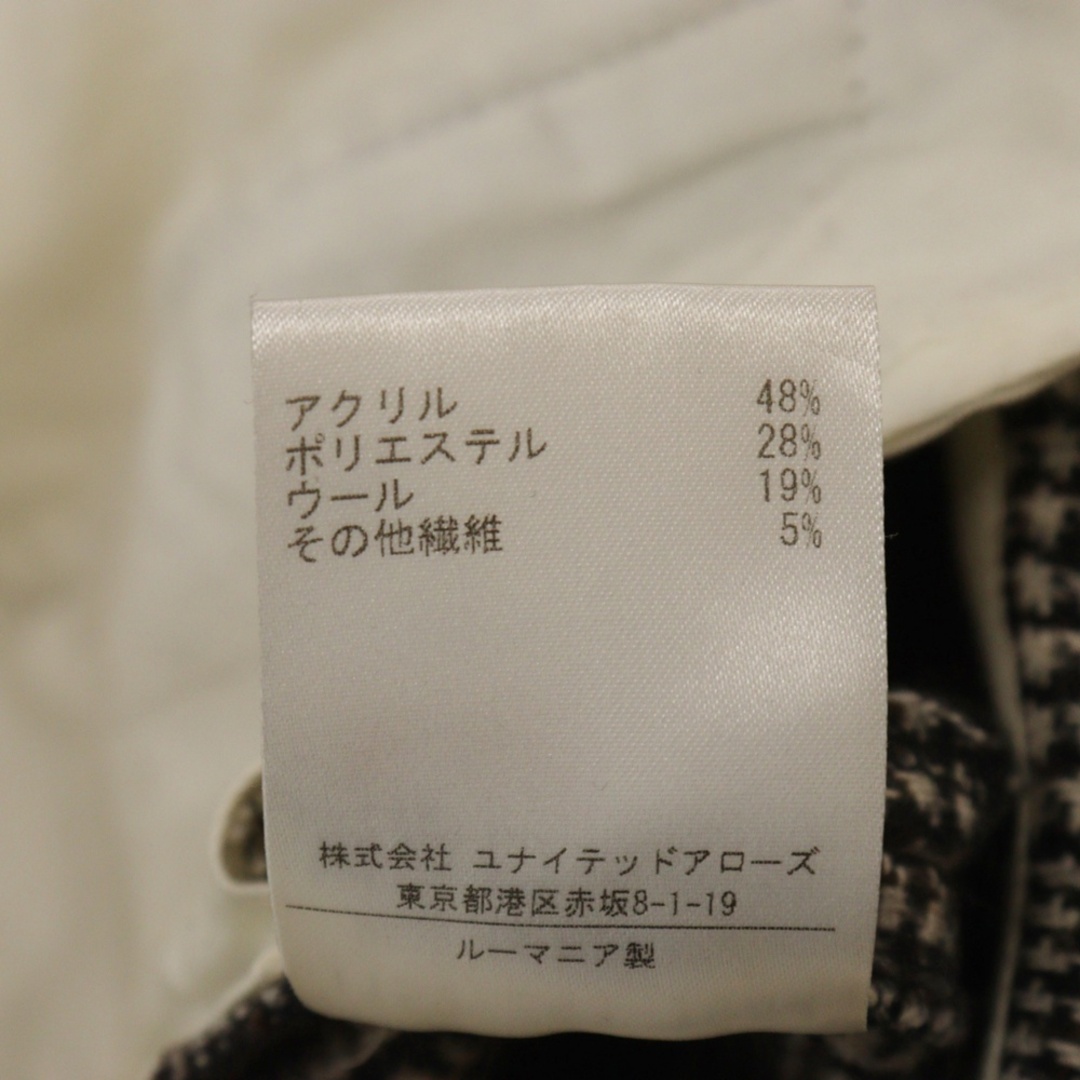 アクリル 48%
ポリエステル 28%
ウール 19%
その他繊維 5%
株式会社 ユナイテッドアローズ
東京都港区赤坂8-1-19
ルーマニア製